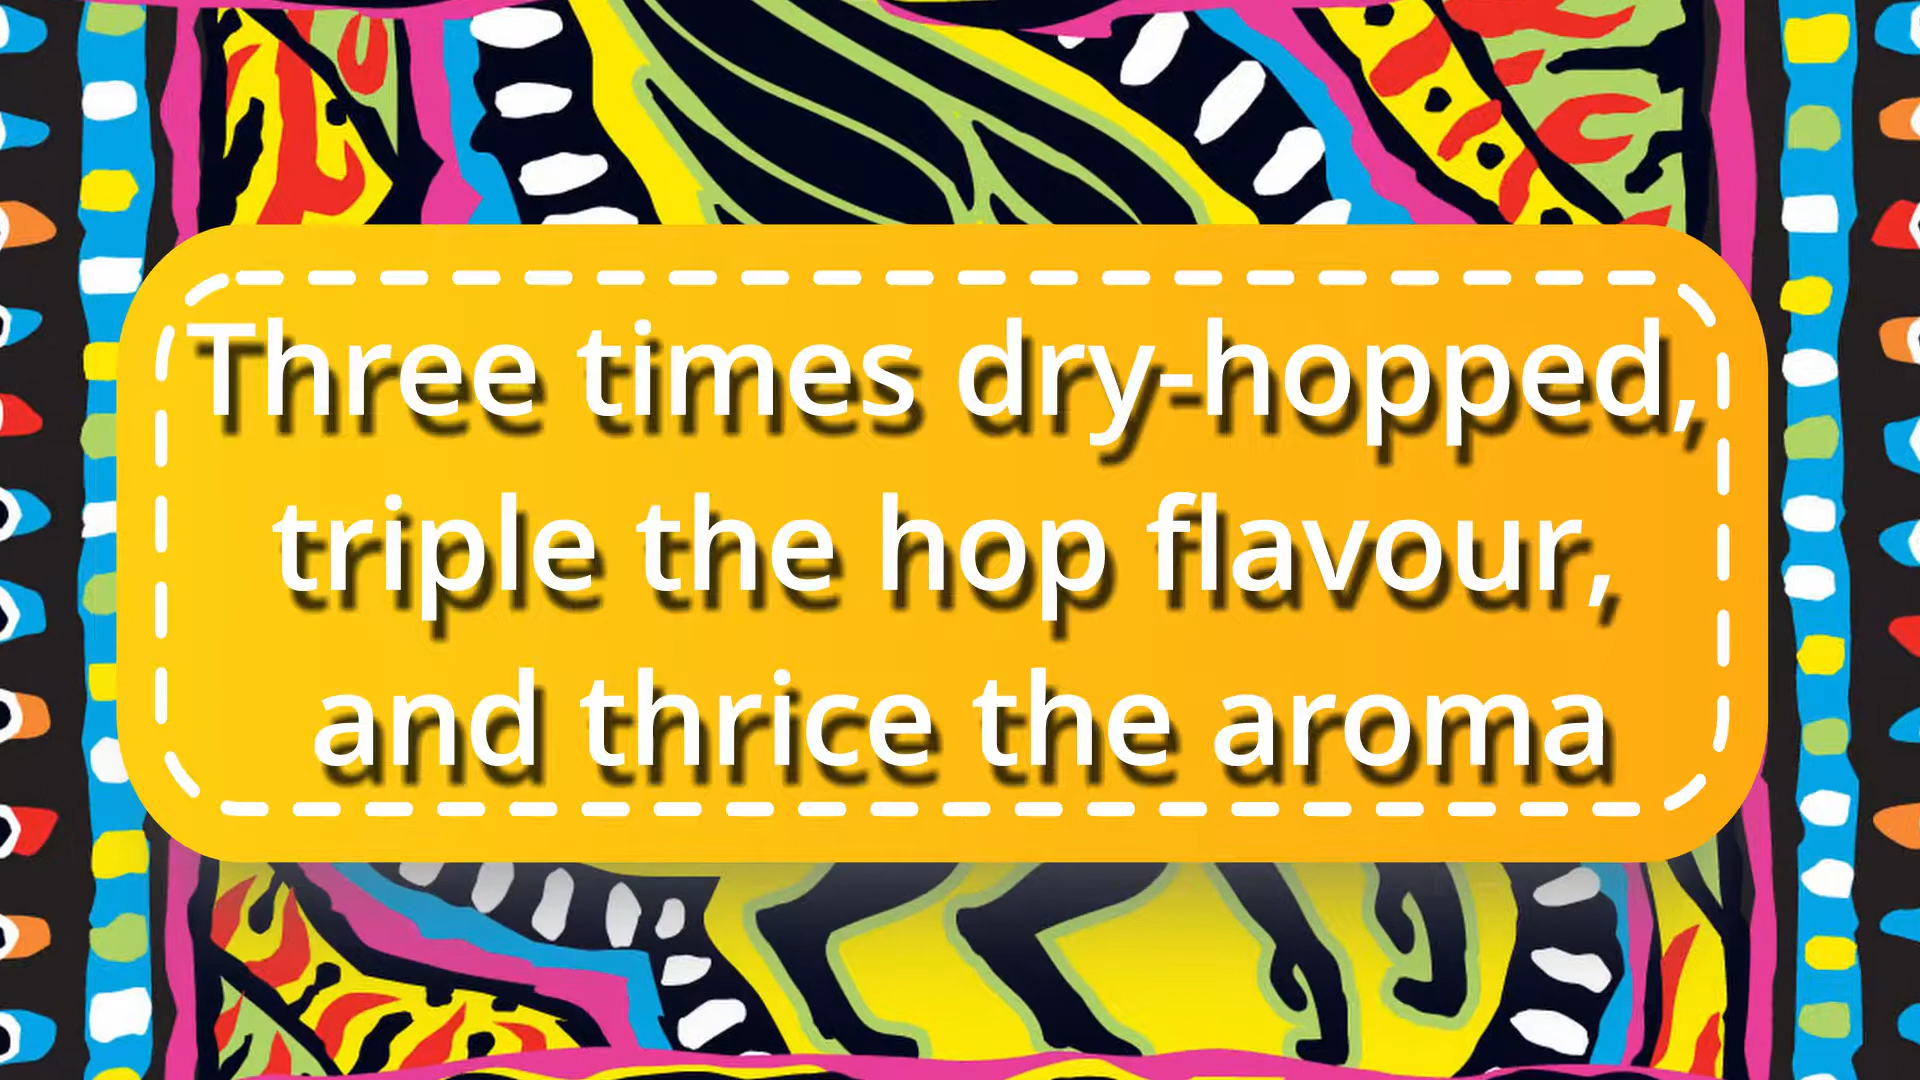 Three times dry-hopped,
triple the hop flavour,
and thrice the aroma